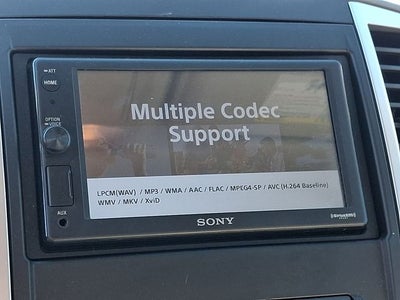 ATT
HOME
Multiple Codec
Support
OPTION
VOICE
LPCM(WAV) / MP3 / WMA / AAC / FLAC / MPEG4-SP / AVC (H.264 Baseline)
WMV / MKV / XviD
AUX
SONY
SiriusXM